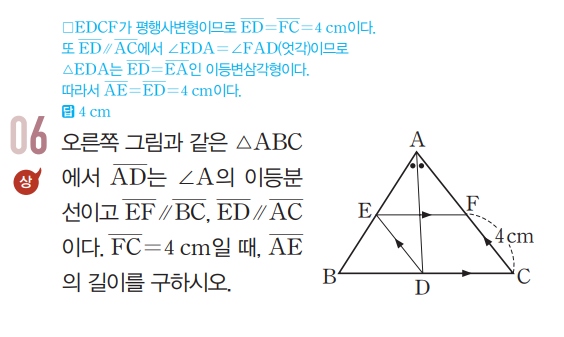 □EDCF가 평행사변형이므로 ED=FC=4 cm이다.
또 ED∥AC에서 ∠EDA=∠FAD(엇각)이므로
△EDA는 ED=EA인 이등변삼각형이다.
따라서 AE=ED=4 cm이다.
답 4 cm
06 오른쪽 그림과 같은 △ABC
상 에서 AD는 ∠A의 이등분
선이고 EF∥BC, ED∥AC
이다. FC=4 cm일 때, AE
의 길이를 구하시오.
A
E
F
4 cm
B
D
C